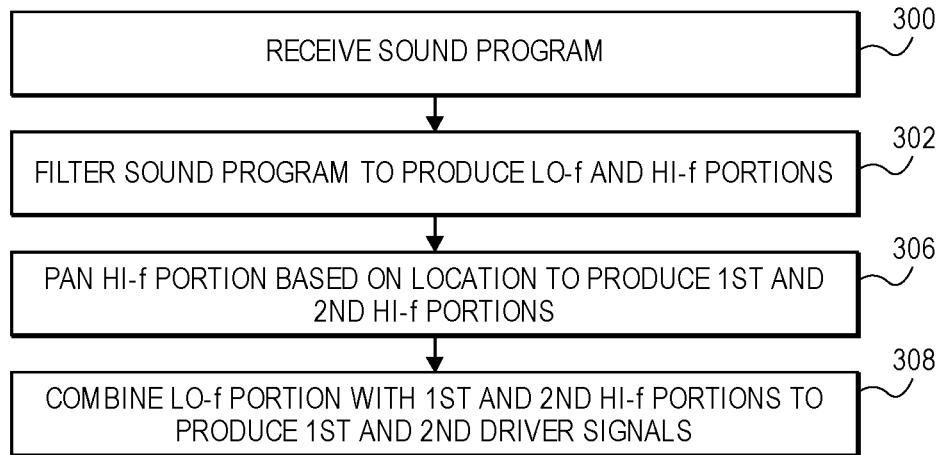 300
RECEIVE SOUND PROGRAM
302
FILTER SOUND PROGRAM TO PRODUCE LO-f AND HI-f PORTIONS
306
PAN HI-f PORTION BASED ON LOCATION TO PRODUCE 1ST AND
2ND HI-f PORTIONS
308
COMBINE LO-f PORTION WITH 1ST AND 2ND HI-f PORTIONS TO
PRODUCE 1ST AND 2ND DRIVER SIGNALS